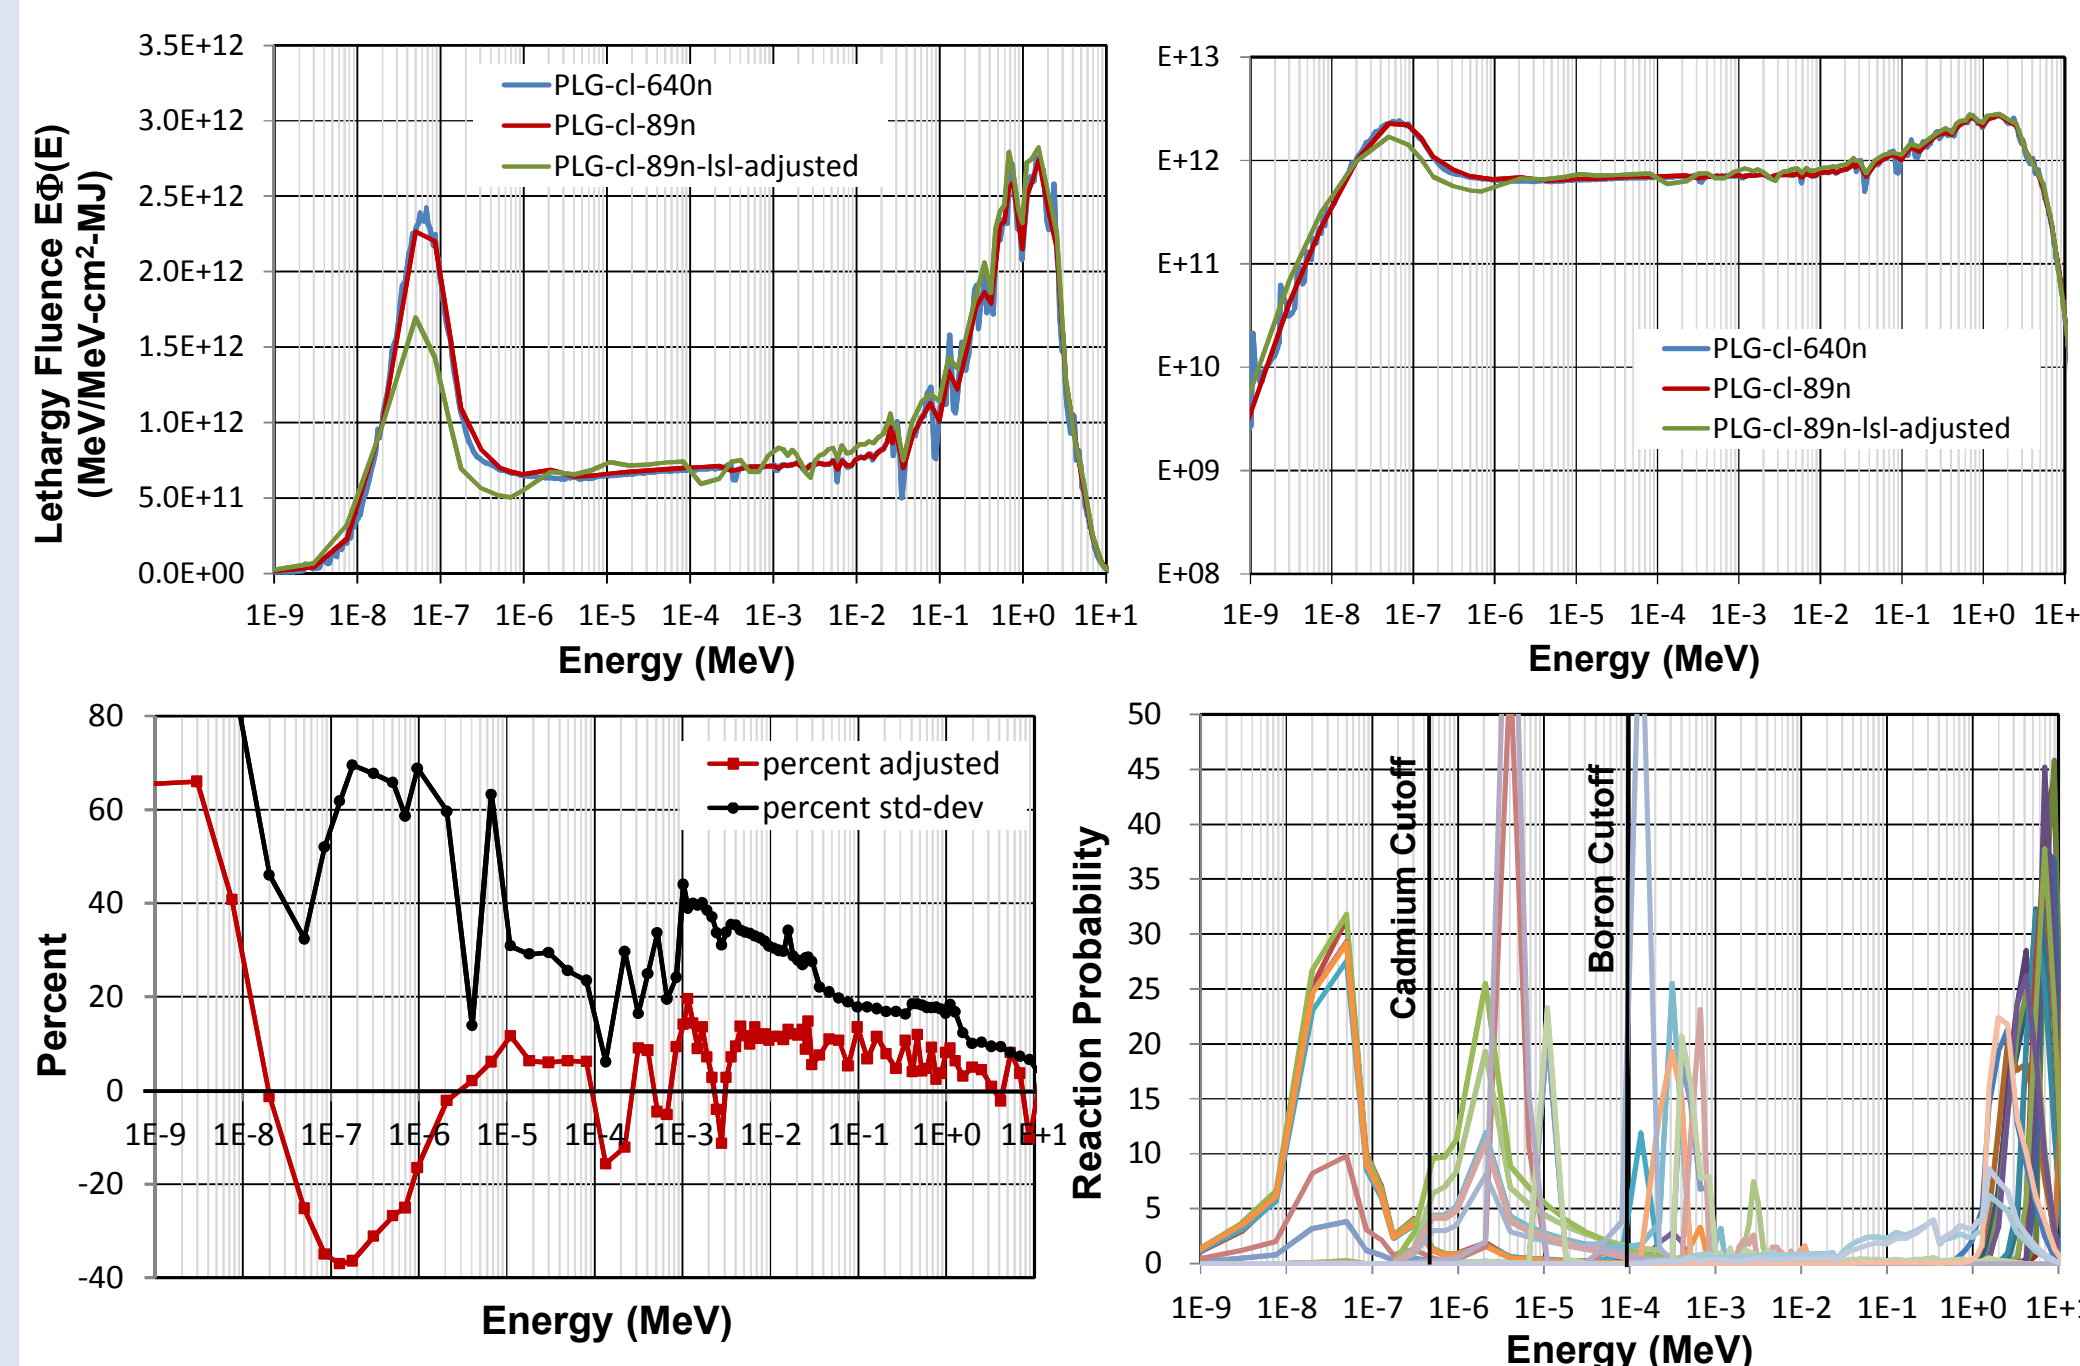 3.5E+12
3.0E+12
2.5E+12
2.0E+12
1.5E+12
1.0E+12
5.0E+11
0.0E+00
Lethargy Fluence EΦ(E)
(MeV/MeV-cm²-MJ)
PLG-cl-640n
PLG-cl-89n
PLG-cl-89n-lsl-adjusted
1E-9 1E-8 1E-7 1E-6 1E-5 1E-4 1E-3 1E-2 1E-1 1E+0 1E+1
Energy (MeV)
E+13
E+12
E+11
E+10
E+09
E+08
PLG-cl-640n
PLG-cl-89n
PLG-cl-89n-lsl-adjusted
1E-9 1E-8 1E-7 1E-6 1E-5 1E-4 1E-3 1E-2 1E-1 1E+0 1E+
Energy (MeV)
80
60
40
20
0
-20
-40
Percent
percent adjusted
percent std-dev
1E-9 1E-8 1E-7 1E-6 1E-5 1E-4 1E-3 1E-2 1E-1 1E+0 1E+1
Energy (MeV)
50
45
40
35
30
25
20
15
10
5
0
Reaction Probability
Cadmium Cutoff
Boron Cutoff
1E-9 1E-8 1E-7 1E-6 1E-5 1E-4 1E-3 1E-2 1E-1 1E+0 1E+1
Energy (MeV)